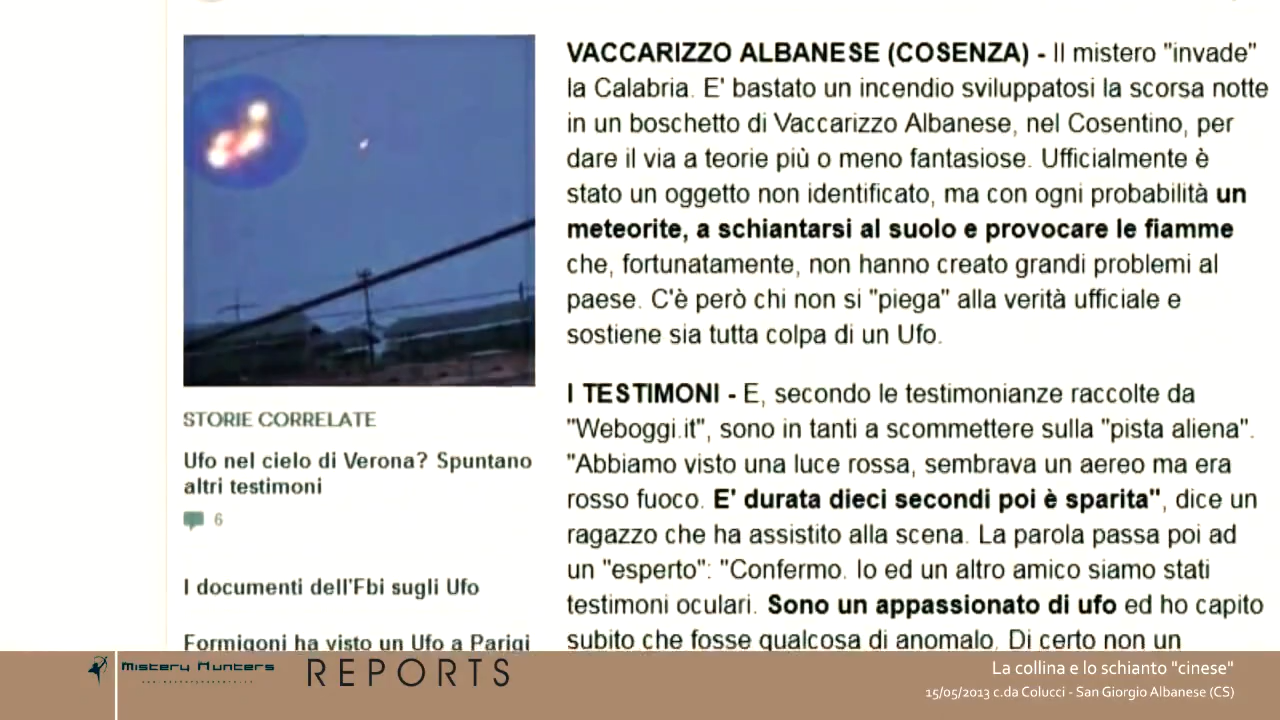 VACCARIZZO ALBANESE (COSENZA) - Il mistero "invade"
la Calabria. E' bastato un incendio sviluppatosi la scorsa notte
in un boschetto di Vaccarizzo Albanese, nel Cosentino, per
dare il via a teorie più o meno fantasiose. Ufficialmente è
stato un oggetto non identificato, ma con ogni probabilità un
meteorite, a schiantarsi al suolo e provocare le fiamme
che, fortunatamente, non hanno creato grandi problemi al
paese. C'è però chi non si "piega" alla verità ufficiale e
sostiene sia tutta colpa di un Ufo.
I TESTIMONI - E, secondo le testimonianze raccolte da
"Weboggi.it", sono in tanti a scommettere sulla "pista aliena".
"Abbiamo visto una luce rossa, sembrava un aereo ma era
rosso fuoco. E' durata dieci secondi poi è sparita", dice un
ragazzo che ha assistito alla scena. La parola passa poi ad
un "esperto": "Confermo. Io ed un altro amico siamo stati
testimoni oculari. Sono un appassionato di ufo ed ho capito
subito che fosse qualcosa di anomalo. Di certo non un
STORIE CORRELATE
Ufo nel cielo di Verona? Spuntano
altri testimoni
6
I documenti dell'Fbi sugli Ufo
Formigoni ha visto un Ufo a Parigi
Mistery Hunters
REPORTS
La collina e lo schianto "cinese"
15/05/2013 c.da Colucci - San Giorgio Albanese (CS)